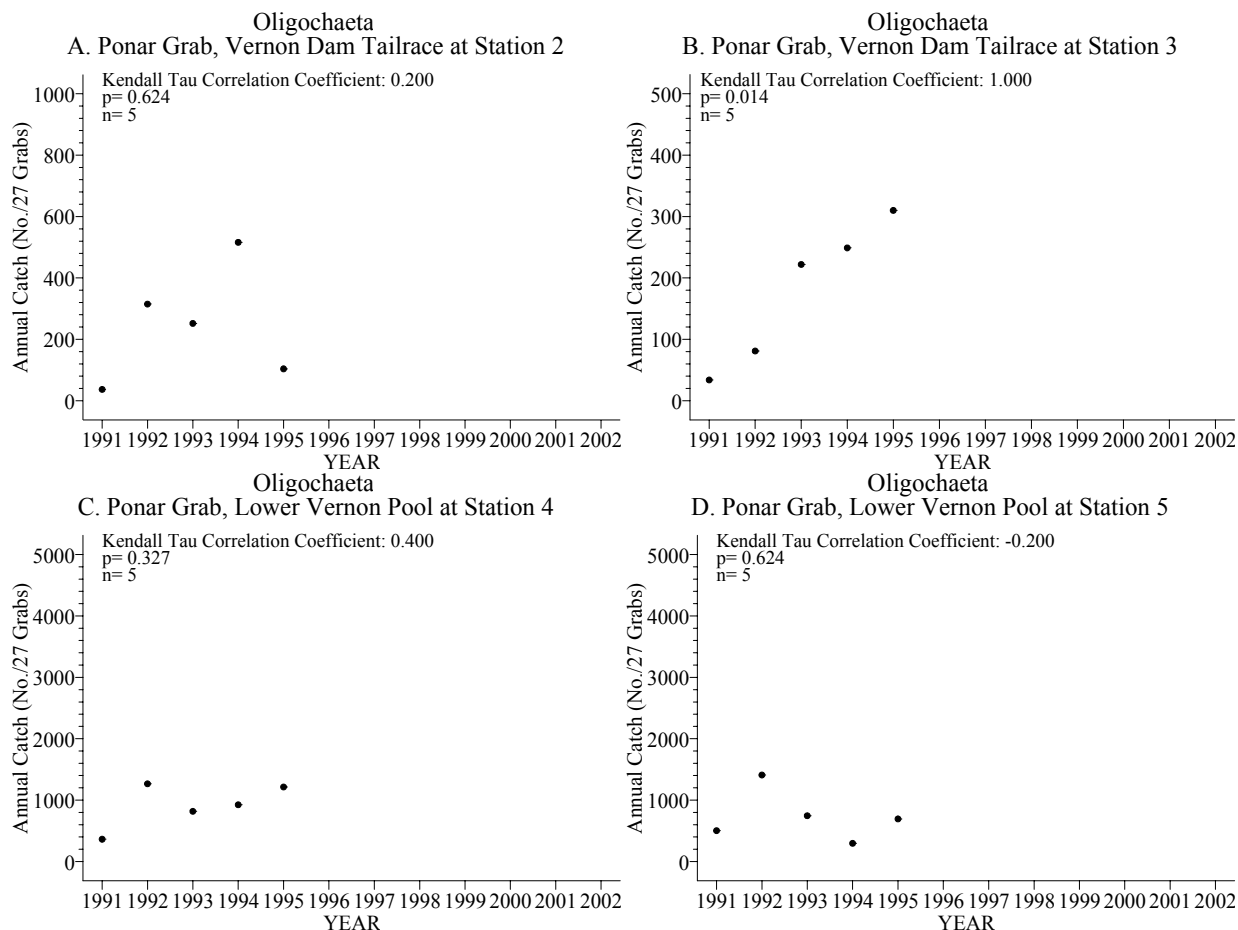 Oligochaeta
A. Ponar Grab, Vernon Dam Tailrace at Station 2
Kendall Tau Correlation Coefficient: 0.200
p= 0.624
n= 5
Annual Catch (No./27 Grabs)
1000
800
600
400
200
0
1991 1992 1993 1994 1995 1996 1997 1998 1999 2000 2001 2002
YEAR
Oligochaeta
B. Ponar Grab, Vernon Dam Tailrace at Station 3
Kendall Tau Correlation Coefficient: 1.000
p= 0.014
n= 5
Annual Catch (No./27 Grabs)
500
400
300
200
100
0
1991 1992 1993 1994 1995 1996 1997 1998 1999 2000 2001 2002
YEAR
Oligochaeta
C. Ponar Grab, Lower Vernon Pool at Station 4
Kendall Tau Correlation Coefficient: 0.400
p= 0.327
n= 5
Annual Catch (No./27 Grabs)
5000
4000
3000
2000
1000
0
1991 1992 1993 1994 1995 1996 1997 1998 1999 2000 2001 2002
YEAR
Oligochaeta
D. Ponar Grab, Lower Vernon Pool at Station 5
Kendall Tau Correlation Coefficient: -0.200
p= 0.624
n= 5
Annual Catch (No./27 Grabs)
5000
4000
3000
2000
1000
0
1991 1992 1993 1994 1995 1996 1997 1998 1999 2000 2001 2002
YEAR